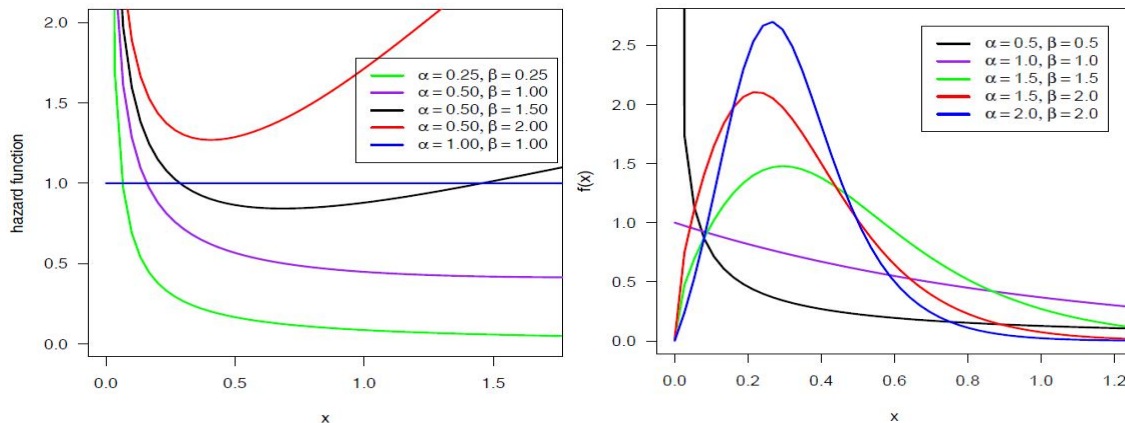 hazard function
2.0
1.5
1.0
0.5
0.0
α = 0.25, β = 0.25
α = 0.50, β = 1.00
α = 0.50, β = 1.50
α = 0.50, β = 2.00
α = 1.00, β = 1.00
0.0 0.5 1.0 1.5
x
f(x)
2.5
2.0
1.5
1.0
0.5
0.0
α = 0.5, β = 0.5
α = 1.0, β = 1.0
α = 1.5, β = 1.5
α = 1.5, β = 2.0
α = 2.0, β = 2.0
0.0 0.2 0.4 0.6 0.8 1.0 1.2
x